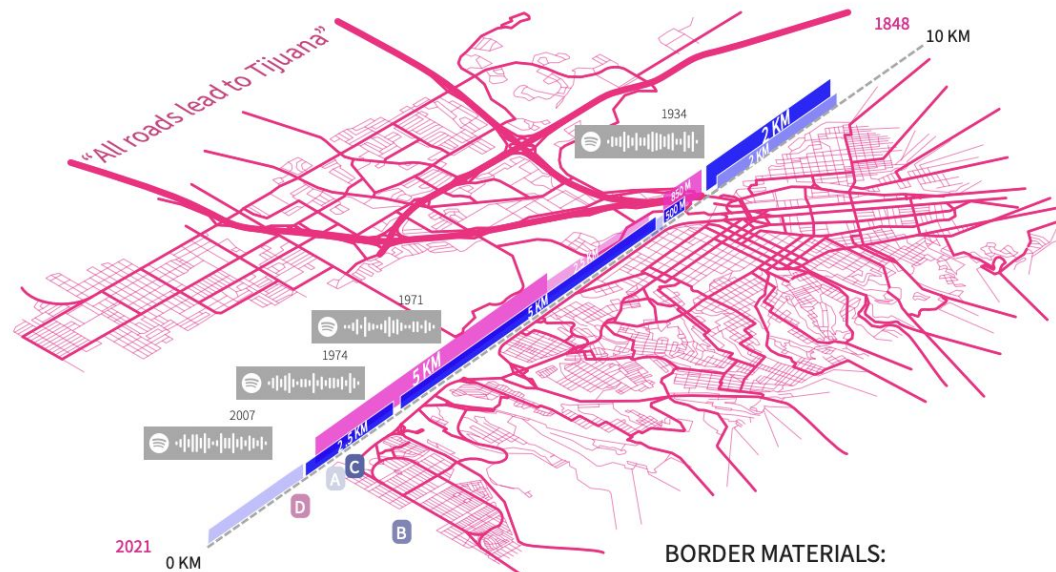 “All roads lead to Tijuana”
1848
10 KM
1934
2 KM
2 KM
850 M
500 M
1971
5 KM
5 KM
1974
2007
2.5 KM
C
A
D
B
2021
0 KM
BORDER MATERIALS: